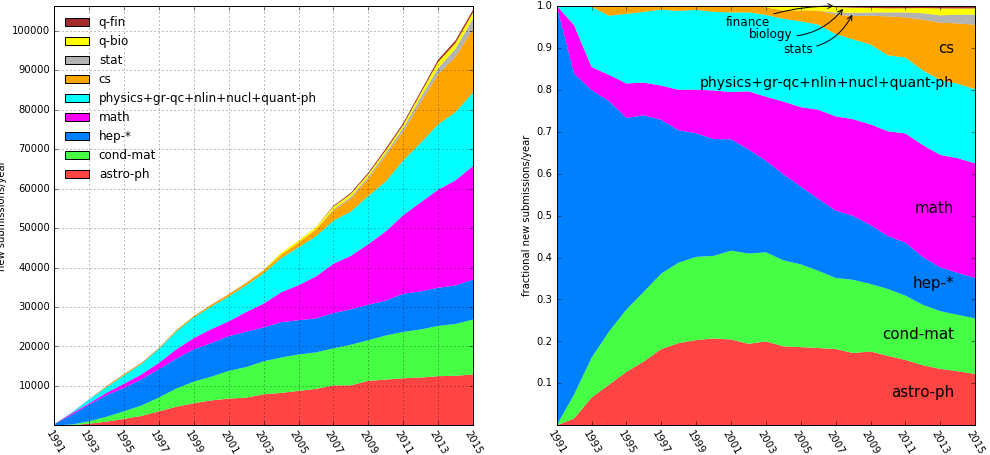 q-fin
q-bio
stat
cs
physics+gr-qc+nlin+nucl+quant-ph
math
hep-*
cond-mat
astro-ph
100000
90000
80000
70000
60000
50000
40000
30000
20000
10000
new submissions/year
1991
1993
1995
1997
1999
2001
2003
2005
2007
2009
2011
2013
2015
1.0
0.9
0.8
0.7
0.6
0.5
0.4
0.3
0.2
0.1
fractional new submissions/year
finance
biology
stats
cs
physics+gr-qc+nlin+nucl+quant-ph
math
hep-*
cond-mat
astro-ph
1991
1993
1995
1997
1999
2001
2003
2005
2007
2009
2011
2013
2015